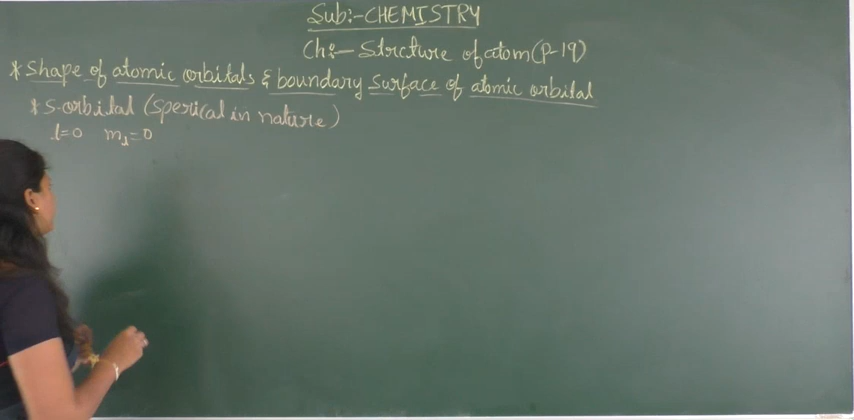 Sub:-CHEMISTRY
Ch:- Strcture of atom (P-19)
* Shape of atomic orbitals & boundary Surface of atomic orbital
* S-orbital (sperical in nature)
l=0 ml=0